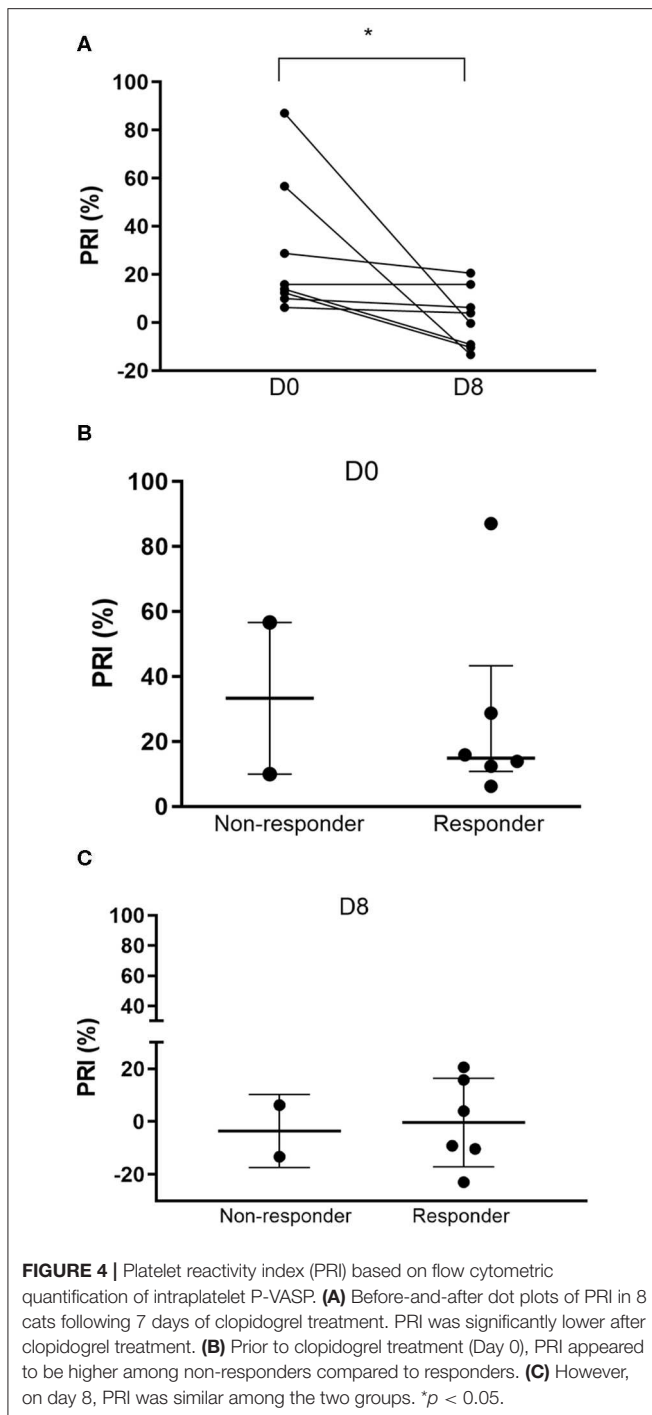 A
*
PRI (%)
100
80
60
40
20
0
-20
D0
D8
B
D0
PRI (%)
100
80
60
40
20
0
Non-responder
Responder
C
D8
PRI (%)
100
80
60
40
20
0
-20
Non-responder
Responder
FIGURE 4 | Platelet reactivity index (PRI) based on flow cytometric
quantification of intraplatelet P-VASP. (A) Before-and-after dot plots of PRI in 8
cats following 7 days of clopidogrel treatment. PRI was significantly lower after
clopidogrel treatment. (B) Prior to clopidogrel treatment (Day 0), PRI appeared
to be higher among non-responders compared to responders. (C) However,
on day 8, PRI was similar among the two groups. *p < 0.05.